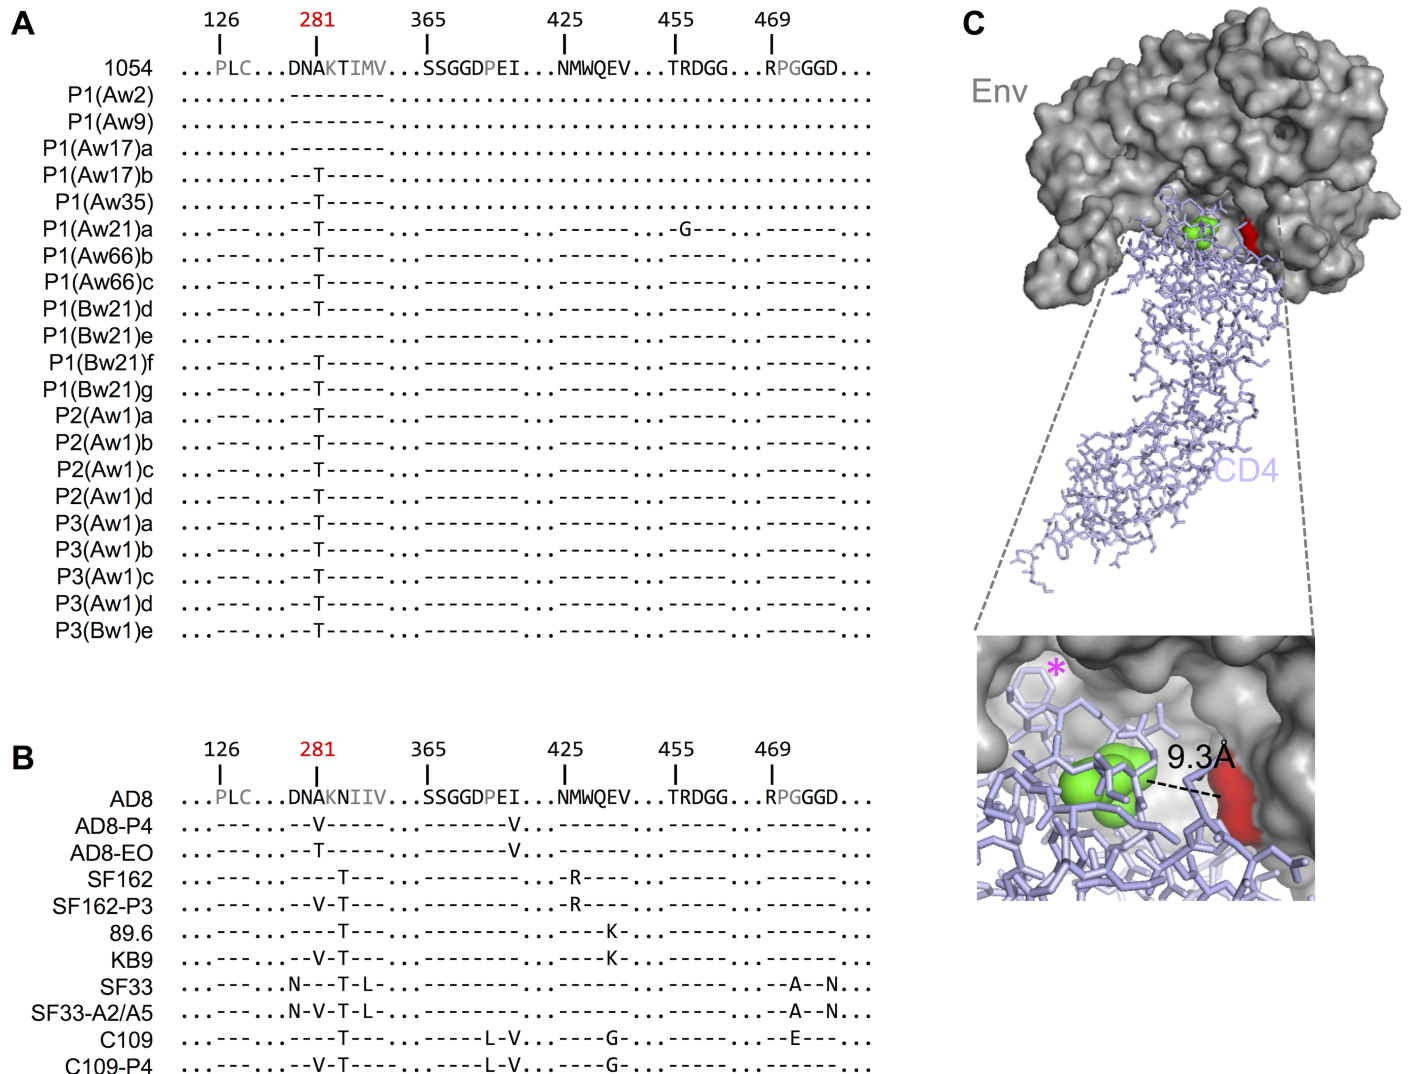 A
126 281 365 425 455 469
1054 ...PLC...DNAKTIMV...SSGGDPEI...NMWQEV...TRDGG...RPGGGD...
P1(Aw2) .........--------........................................
P1(Aw9) .........--------........................................
P1(Aw17)a .........--------........................................
P1(Aw17)b .........--T-----........................................
P1(Aw35) .........--T-----........................................
P1(Aw21)a ...---...--T-----...--------...------...-G---...------...
P1(Aw66)b ...---...--T-----...--------...------...-----...------...
P1(Aw66)c ...---...--T-----...--------...------...-----...------...
P1(Bw21)d ...---...--T-----...--------...------...-----...------...
P1(Bw21)e ...---...--------...--------...------...-----...------...
P1(Bw21)f ...---...--T-----...--------...------...-----...------...
P1(Bw21)g ...---...--T-----...--------...------...-----...------...
P2(Aw1)a ...---...--T-----...--------...------...-----...------...
P2(Aw1)b ...---...--T-----...--------...------...-----...------...
P2(Aw1)c ...---...--T-----...--------...------...-----...------...
P2(Aw1)d ...---...--T-----...--------...------...-----...------...
P3(Aw1)a ...---...--T-----...--------...------...-----...------...
P3(Aw1)b ...---...--T-----...--------...------...-----...------...
P3(Aw1)c ...---...--T-----...--------...------...-----...------...
P3(Aw1)d ...---...--T-----...--------...------...-----...------...
P3(Bw1)e ...---...--T-----...--------...------...-----...------...
B
126 281 365 425 455 469
AD8 ...PLC...DNAKNIIV...SSGGDPEI...NMWQEV...TRDGG...RPGGGD...
AD8-P4 ...---...--V-----...-------V...------...-----...------...
AD8-EO ...---...--T-----...-------V...------...-----...------...
SF162 ...---...----T---...--------...-R----...-----...------...
SF162-P3 ...---...--V-T---...--------...-R----...-----...------...
89.6 ...---...----T---...--------...----K-...-----...------...
KB9 ...---...--V-T---...--------...----K-...-----...------...
SF33 ...---...N---T-L-...--------...------...-----...--A--N...
SF33-A2/A5 ...---...N-V-T-L-...--------...------...-----...--A--N...
C109 ...---...----T---...-----L-V...----G-...-----...--E---...
C109-P4 ...---...--V-T---...-----L-V...----G-...-----...------...
C
Env
CD4
*
9.3Å